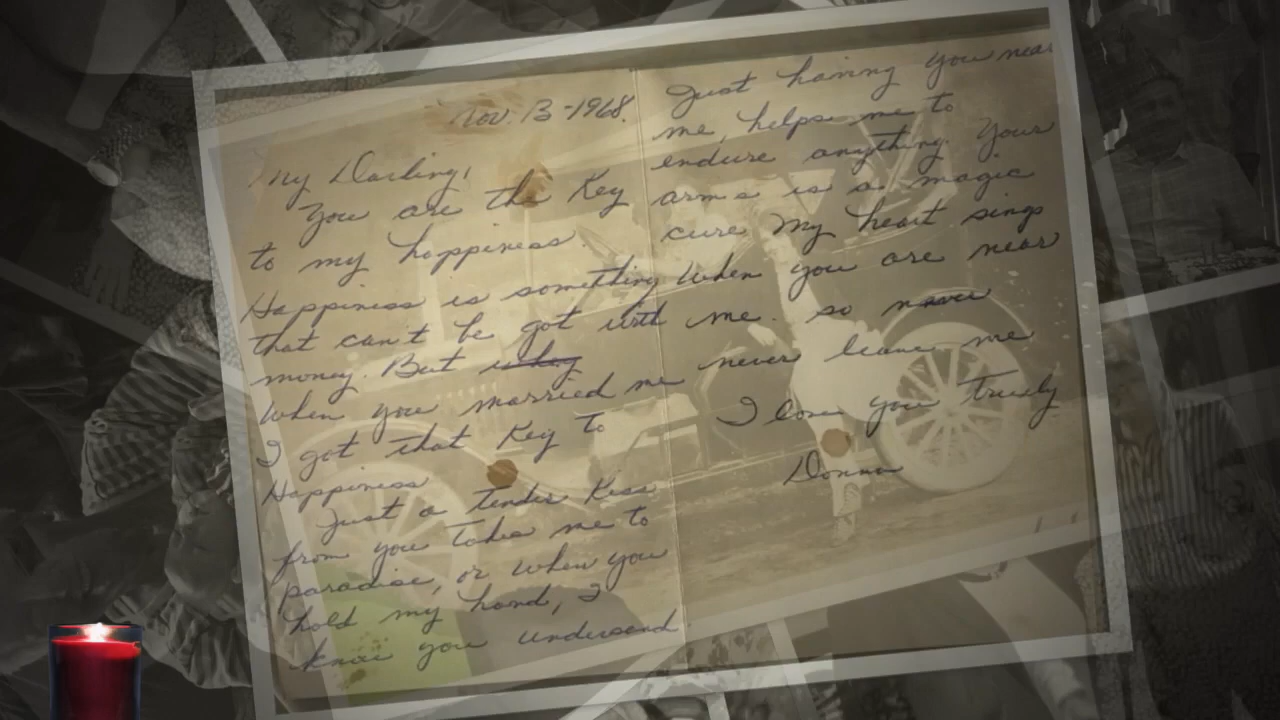 Nov. 13-1968.
My Darling,
You are the Key
to my happiness.
Happiness is something
that can't be got with
money. But why
When you married me
I got that Key to
Happiness
Just a tender Kiss
from you takes me to
paradise, or when you
hold my hand, I
know you undersend
Just having you near
me, helps me to
endure anything. Your
arms is a magic
cure My heart sings
When you are near
me. so never
never leave me
I love you Truely
Donna